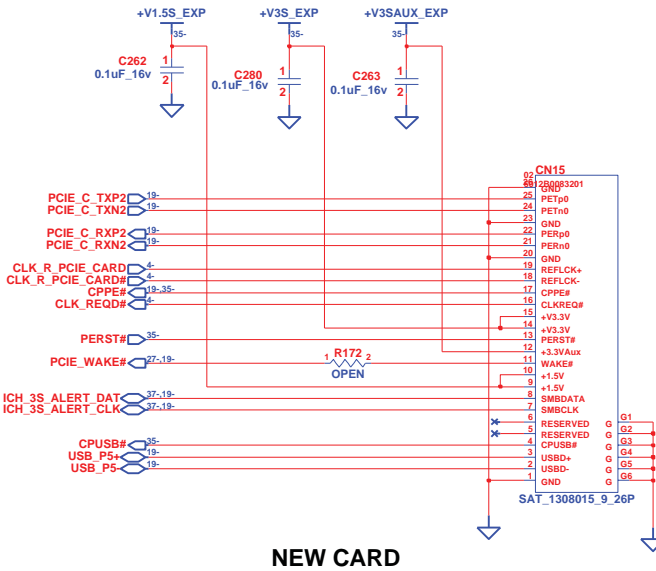 +V1.5S_EXP +V3S_EXP +V3SAUX_EXP
35- 35- 35-
C262 1 2 0.1uF_16v
C280 1 2 0.1uF_16v
C263 1 2 0.1uF_16v
CN15
02
26 GND
PCIE_C_TXP2 19- 25 PETp0
PCIE_C_TXN2 19- 24 PETn0
23 GND
PCIE_C_RXP2 19- 22 PERp0
PCIE_C_RXN2 19- 21 PERn0
20 GND
CLK_R_PCIE_CARD 4- 19 REFLCK+
CLK_R_PCIE_CARD# 4- 18 REFLCK-
CPPE# 19-,35- 17 CPPE#
CLK_REQD# 4- 16 CLKREQ#
15 +V3.3V
14 +V3.3V
PERST# 35- 13 PERST#
12 +3.3VAux
PCIE_WAKE# 27-,19- 1 R172 2 OPEN 11 WAKE#
10 +1.5V
9 +1.5V
ICH_3S_ALERT_DAT 37-,19- 8 SMBDATA
ICH_3S_ALERT_CLK 37-,19- 7 SMBCLK
6 RESERVED G G1
5 RESERVED G G2
CPUSB# 35- 4 CPUSB# G G3
USB_P5+ 19- 3 USBD+ G G4
USB_P5- 19- 2 USBD- G G5
1 GND G G6
SAT_1308015_9_26P
NEW CARD